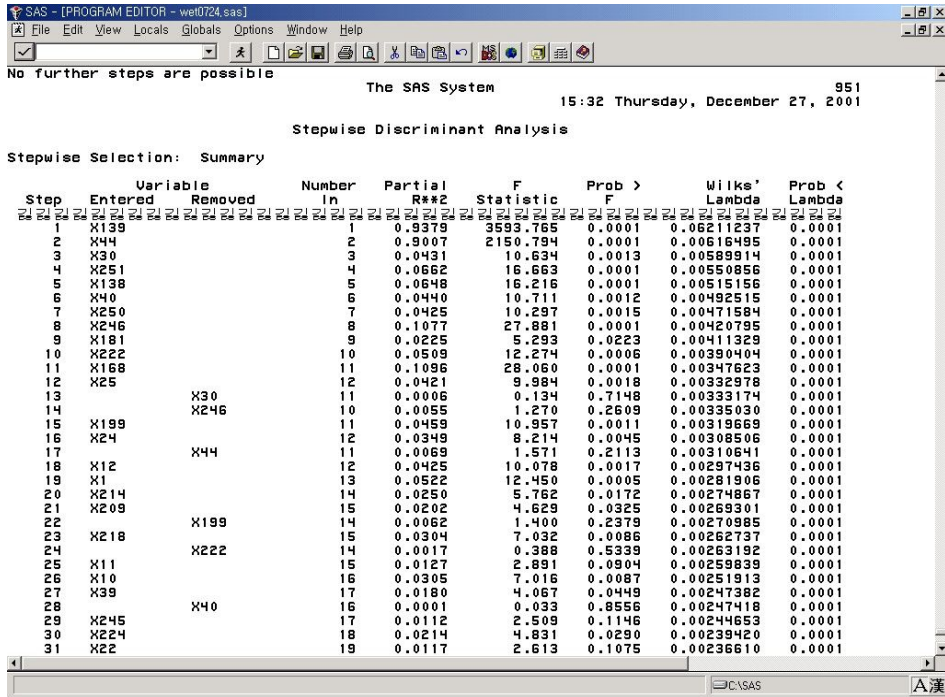 SAS - [PROGRAM EDITOR - wet0724.sas]
File Edit View Locals Globals Options Window Help
No further steps are possible
The SAS System 951
15:32 Thursday, December 27, 2001
Stepwise Discriminant Analysis
Stepwise Selection: Summary
Variable Number Partial F Prob > Wilks' Prob <
Step Entered Removed In R**2 Statistic F Lambda Lambda
1 X139 1 0.9379 3593.765 0.0001 0.06211237 0.0001
2 X44 2 0.9007 2150.794 0.0001 0.00616495 0.0001
3 X30 3 0.0431 10.634 0.0013 0.00589914 0.0001
4 X251 4 0.0662 16.663 0.0001 0.00550856 0.0001
5 X138 5 0.0648 16.216 0.0001 0.00515156 0.0001
6 X40 6 0.0440 10.711 0.0012 0.00492515 0.0001
7 X250 7 0.0425 10.297 0.0015 0.00471584 0.0001
8 X246 8 0.1077 27.881 0.0001 0.00420795 0.0001
9 X181 9 0.0225 5.293 0.0223 0.00411329 0.0001
10 X222 10 0.0509 12.274 0.0006 0.00390404 0.0001
11 X168 11 0.1096 28.060 0.0001 0.00347623 0.0001
12 X25 12 0.0421 9.984 0.0018 0.00332978 0.0001
13 X30 11 0.0006 0.134 0.7148 0.00333174 0.0001
14 X246 10 0.0055 1.270 0.2609 0.00335030 0.0001
15 X199 11 0.0459 10.957 0.0011 0.00319669 0.0001
16 X24 12 0.0349 8.214 0.0045 0.00308506 0.0001
17 X44 11 0.0069 1.571 0.2113 0.00310641 0.0001
18 X12 12 0.0425 10.078 0.0017 0.00297436 0.0001
19 X1 13 0.0522 12.450 0.0005 0.00281906 0.0001
20 X214 14 0.0250 5.762 0.0172 0.00274867 0.0001
21 X209 15 0.0202 4.629 0.0325 0.00269301 0.0001
22 X199 14 0.0062 1.400 0.2379 0.00270985 0.0001
23 X218 15 0.0304 7.032 0.0086 0.00262737 0.0001
24 X222 14 0.0017 0.388 0.5339 0.00263192 0.0001
25 X11 15 0.0127 2.891 0.0904 0.00259839 0.0001
26 X10 16 0.0305 7.016 0.0087 0.00251913 0.0001
27 X39 17 0.0180 4.067 0.0449 0.00247382 0.0001
28 X40 16 0.0001 0.033 0.8556 0.00247418 0.0001
29 X245 17 0.0112 2.509 0.1146 0.00244653 0.0001
30 X224 18 0.0214 4.831 0.0290 0.00239420 0.0001
31 X22 19 0.0117 2.613 0.1075 0.00236610 0.0001
C:\SAS
A漢